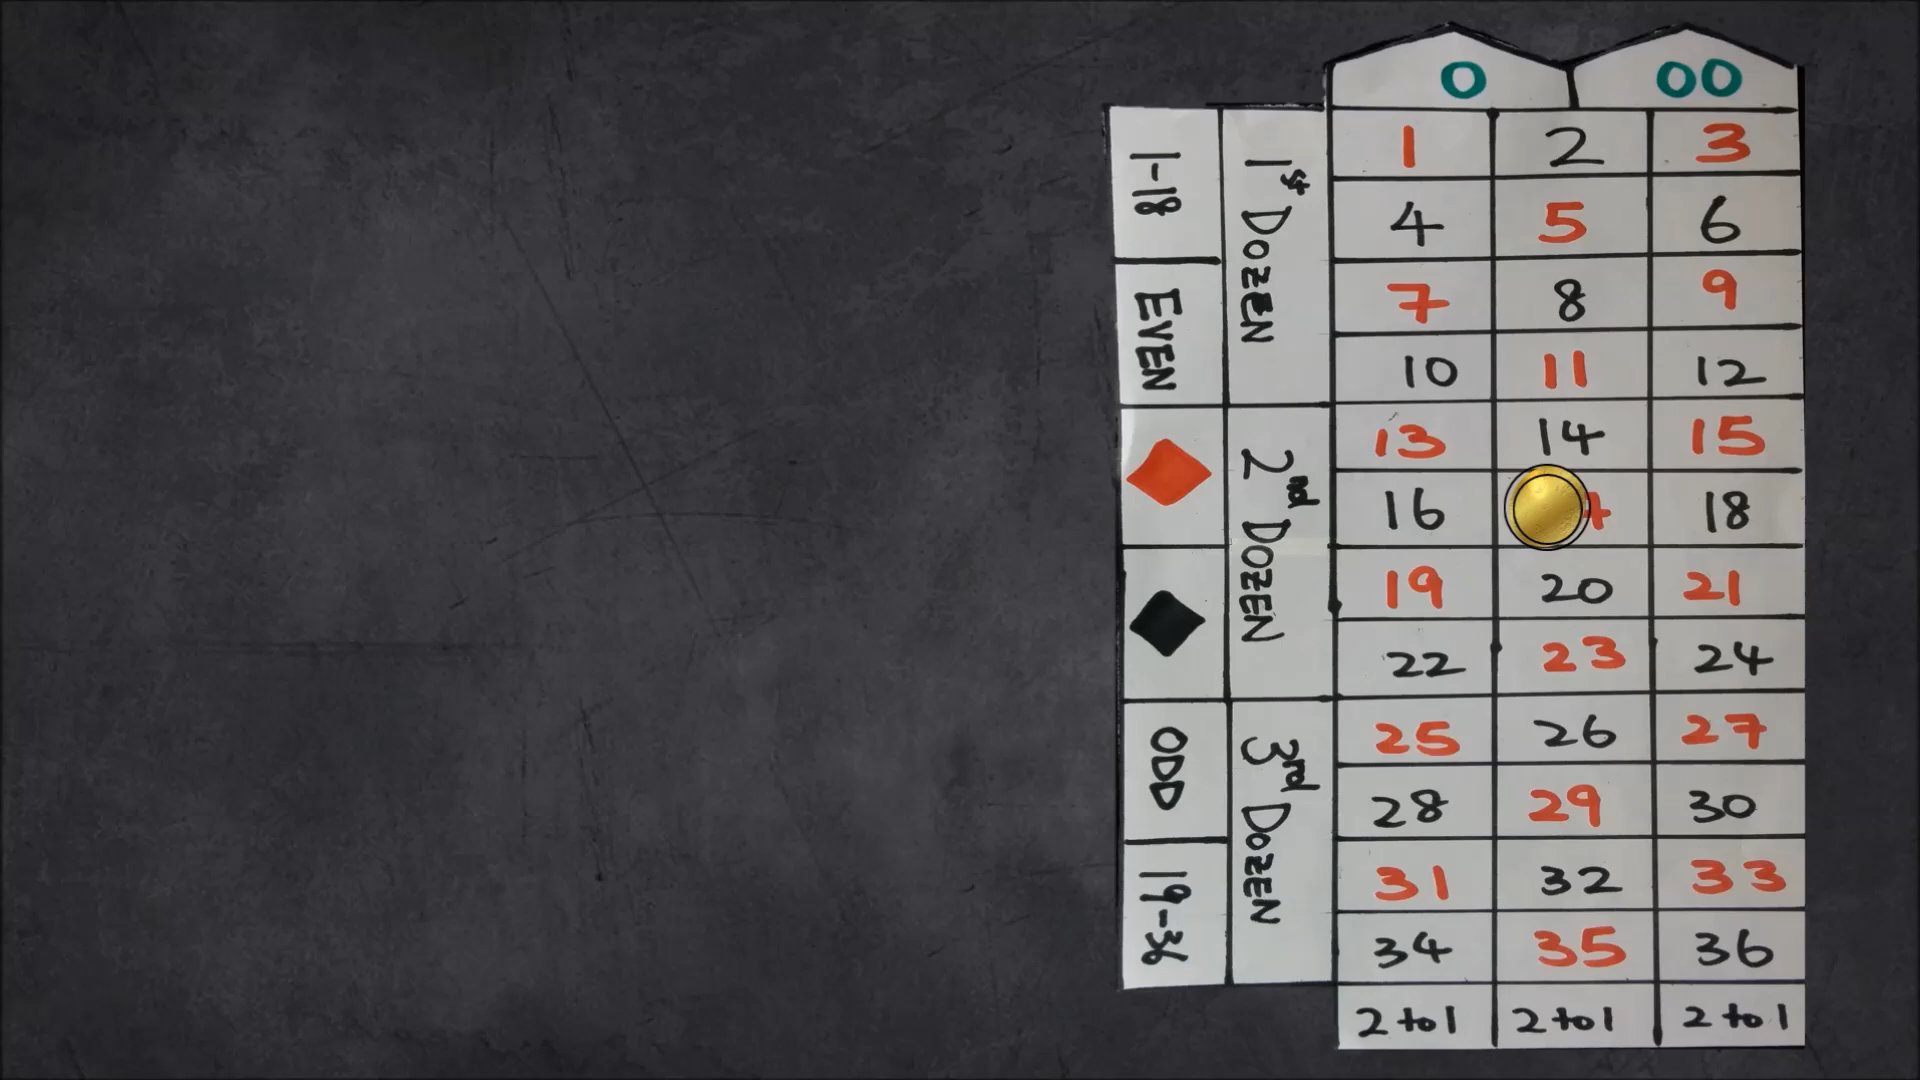 0 00
1 2 3
4 5 6
7 8 9
10 11 12
13 14 15
16 18
19 20 21
22 23 24
25 26 27
28 29 30
31 32 33
34 35 36
2 to 1 2 to 1 2 to 1
1st DOZEN
2nd DOZEN
3rd DOZEN
1-18
EVEN
ODD
19-36